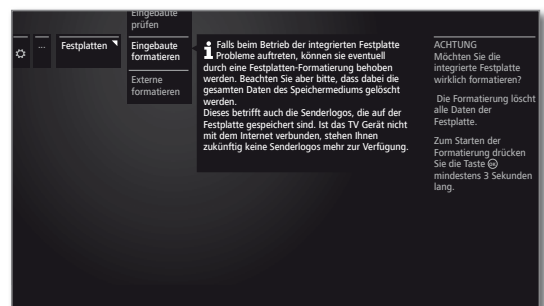 Eingebaute
prüfen
...
Festplatten
Eingebaute
formatieren
Externe
formatieren
Falls beim Betrieb der integrierten Festplatte
Probleme auftreten, können sie eventuell
durch eine Festplatten-Formatierung behoben
werden. Beachten Sie aber bitte, dass dabei die
gesamten Daten des Speichermediums gelöscht
werden.
Dieses betrifft auch die Senderlogos, die auf der
Festplatte gespeichert sind. Ist das TV Gerät nicht
mit dem Internet verbunden, stehen Ihnen
zukünftig keine Senderlogos mehr zur Verfügung.
ACHTUNG
Möchten Sie die
integrierte Festplatte
wirklich formatieren?
Die Formatierung löscht
alle Daten der
Festplatte.
Zum Starten der
Formatierung drücken
Sie die Taste OK
mindestens 3 Sekunden
lang.